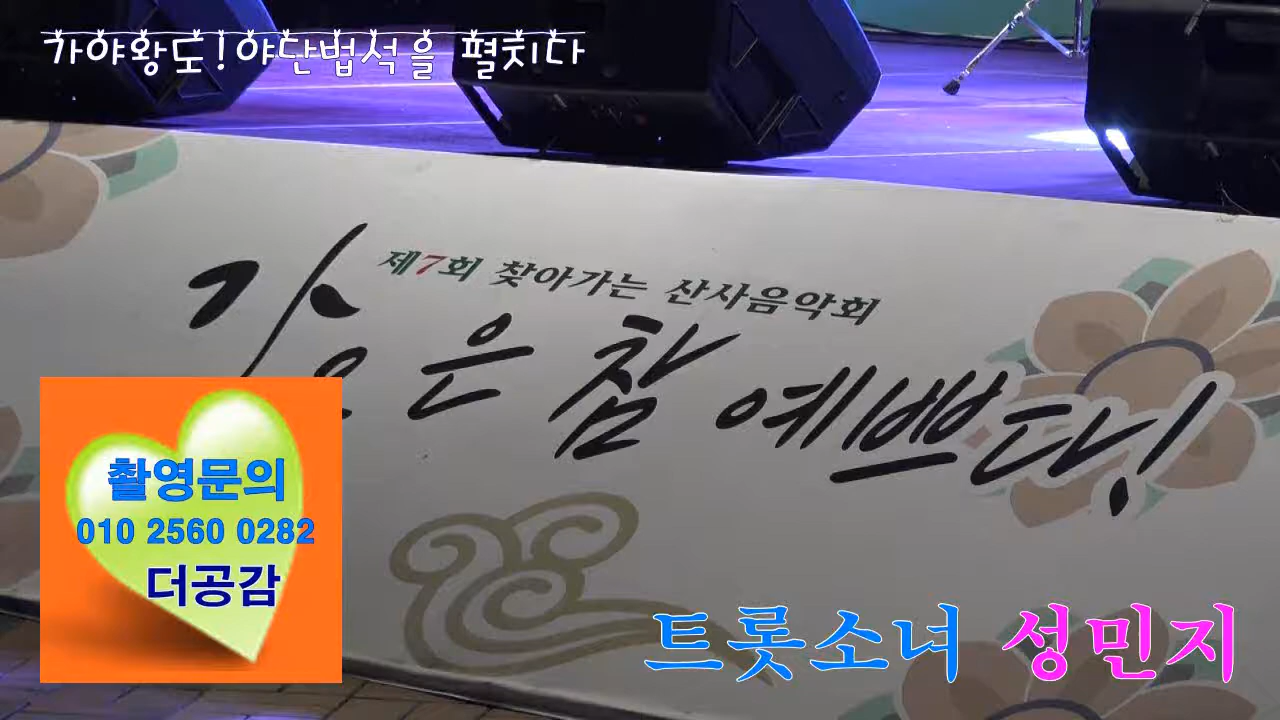 가야왕도!야단법석을 펼치다
제7회 찾아가는 산사음악회
은 참 예쁘다!
촬영문의
010 2560 0282
더공감
트롯소녀 성민지